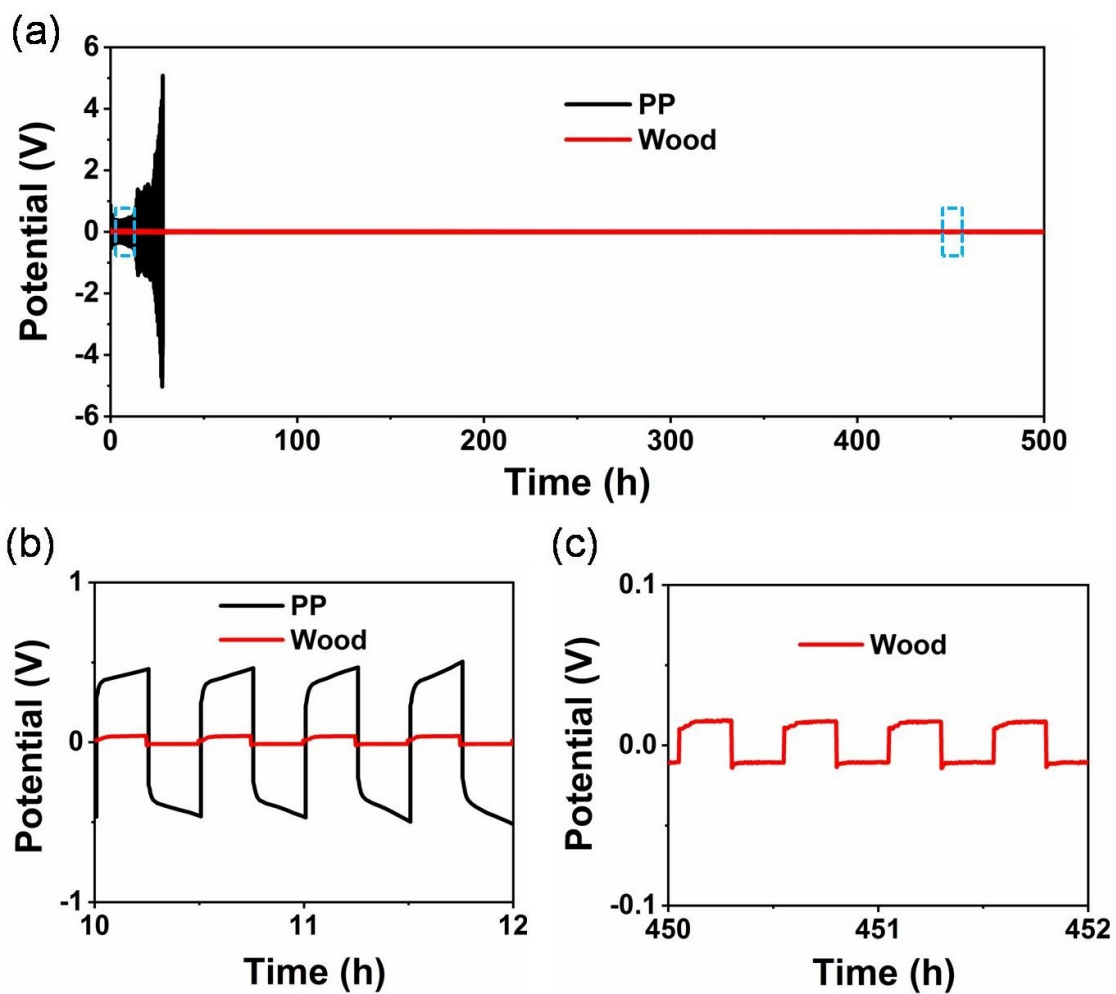 (a)
Potential (V)
6
4
2
0
-2
-4
-6
PP
Wood
0 100 200 300 400 500
Time (h)
(b)
Potential (V)
1
0
-1
PP
Wood
10 11 12
Time (h)
(c)
Potential (V)
0.1
0.0
-0.1
Wood
450 451 452
Time (h)